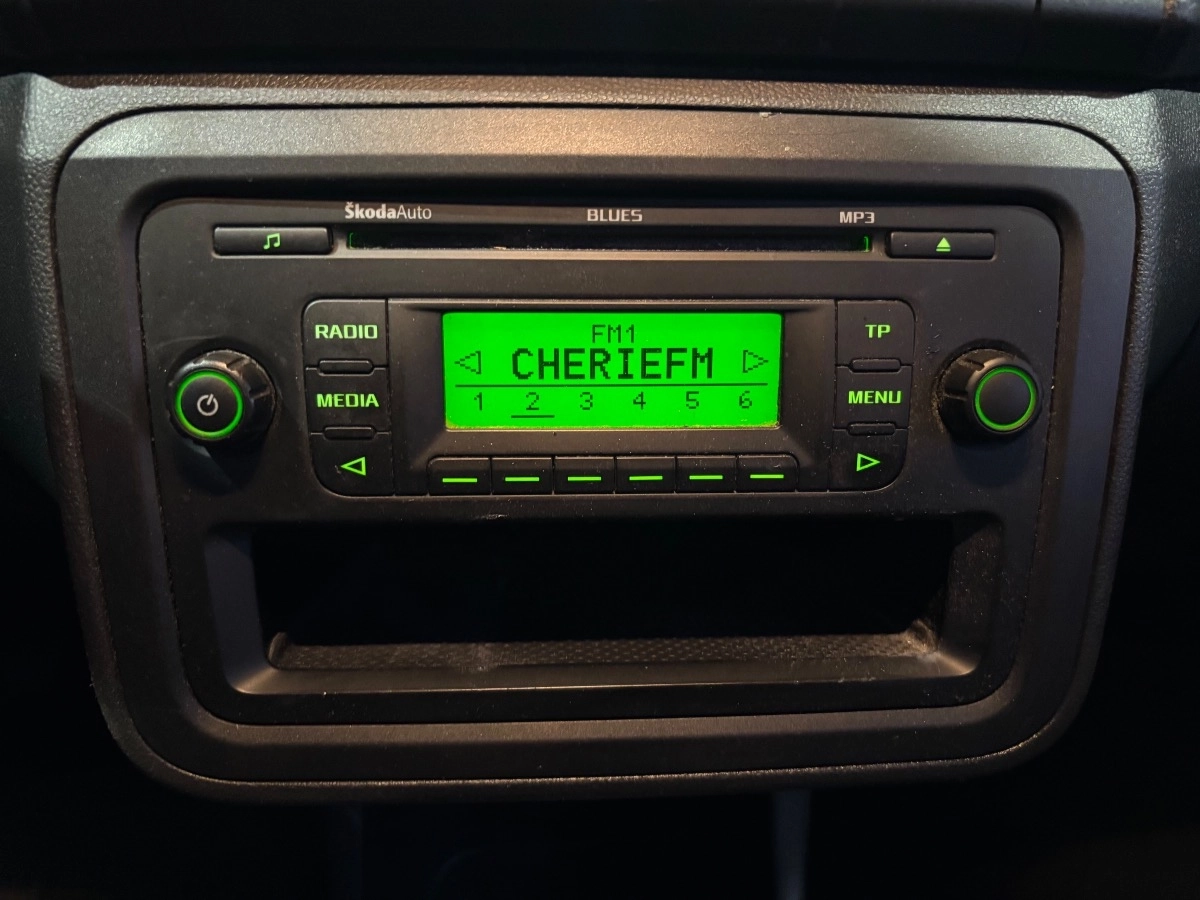 ŠkodaAuto BLUES MP3
RADIO
MEDIA
FM1
CHERIEFM
1 2 3 4 5 6
TP
MENU